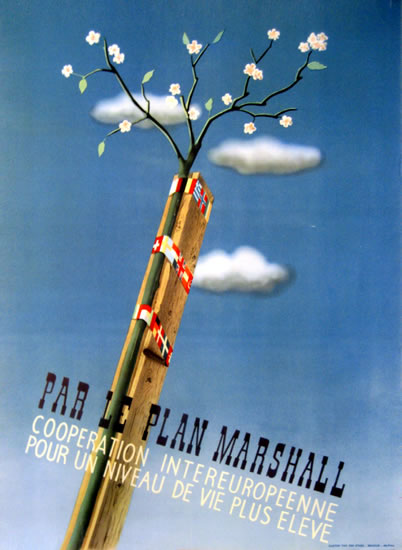 PAR LE PLAN MARSHALL
COOPERATION INTEREUROPEENNE
POUR UN NIVEAU DE VIE PLUS ELEVE